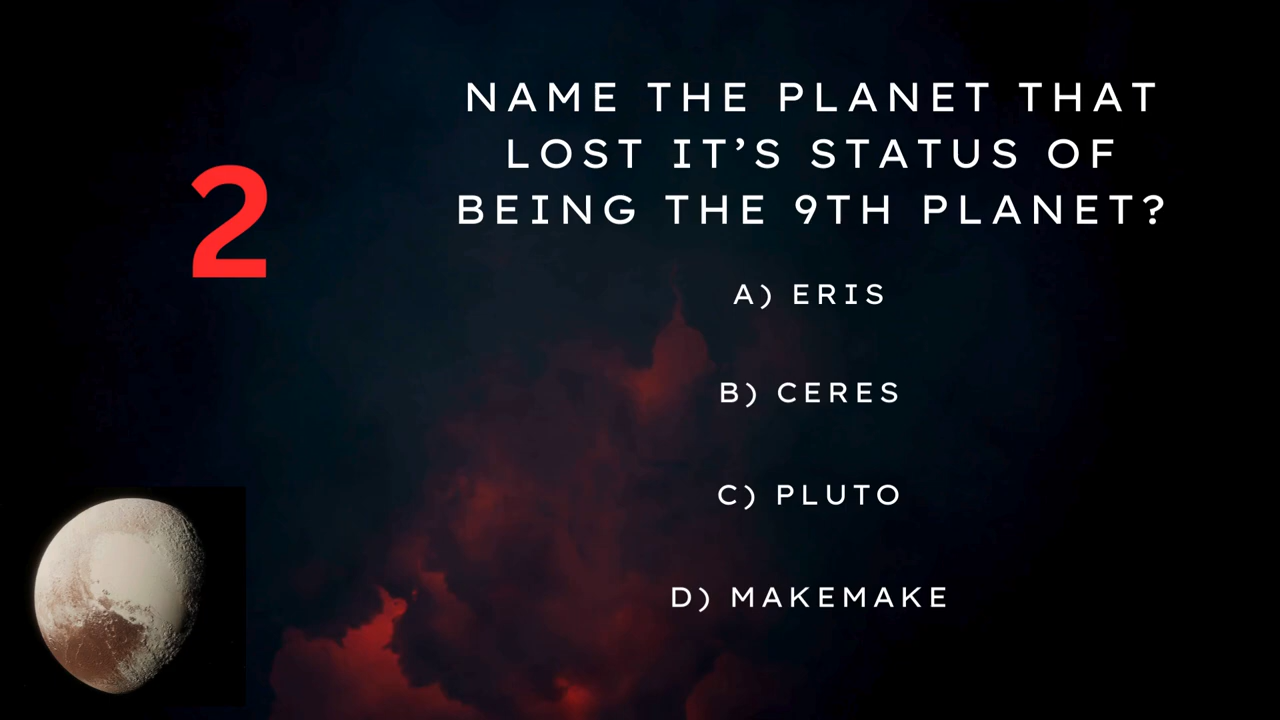 2
NAME THE PLANET THAT
LOST IT’S STATUS OF
BEING THE 9TH PLANET?
A) ERIS
B) CERES
C) PLUTO
D) MAKEMAKE